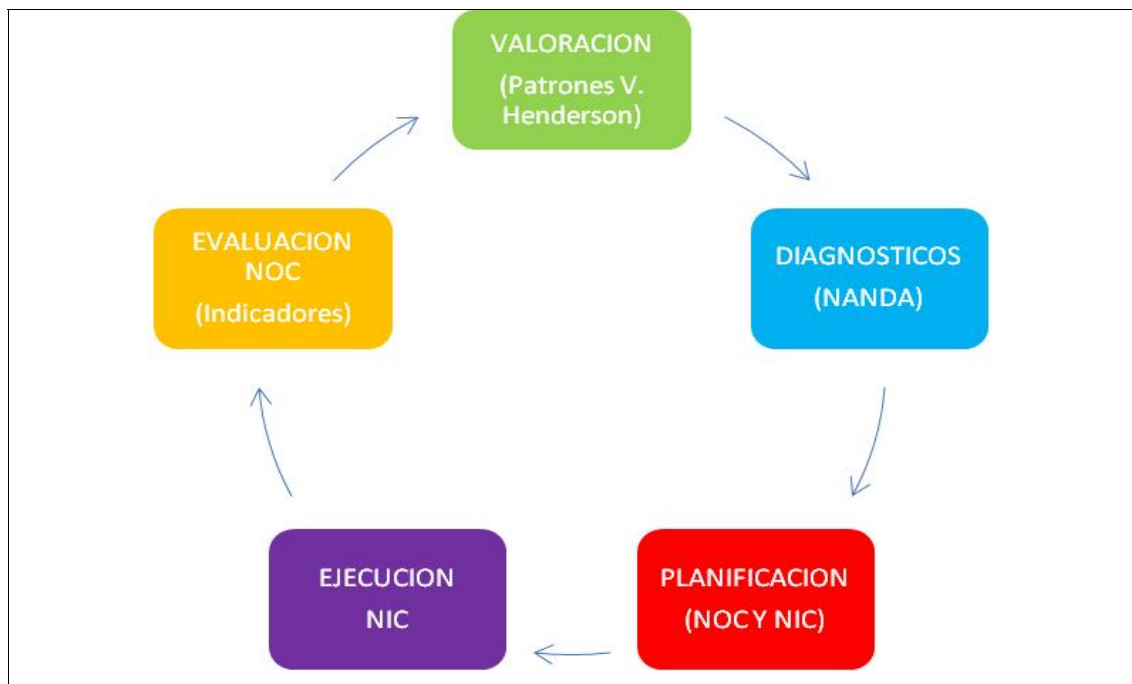 VALORACION
(Patrones V.
Henderson)
DIAGNOSTICOS
(NANDA)
PLANIFICACION
(NOC Y NIC)
EJECUCION
NIC
EVALUACION
NOC
(Indicadores)